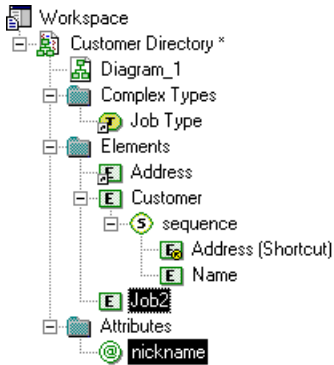 Workspace
Customer Directory *
Diagram_1
Complex Types
T Job Type
Elements
E Address
E Customer
S sequence
E Address (Shortcut)
E Name
E Job2
Attributes
@ nickname